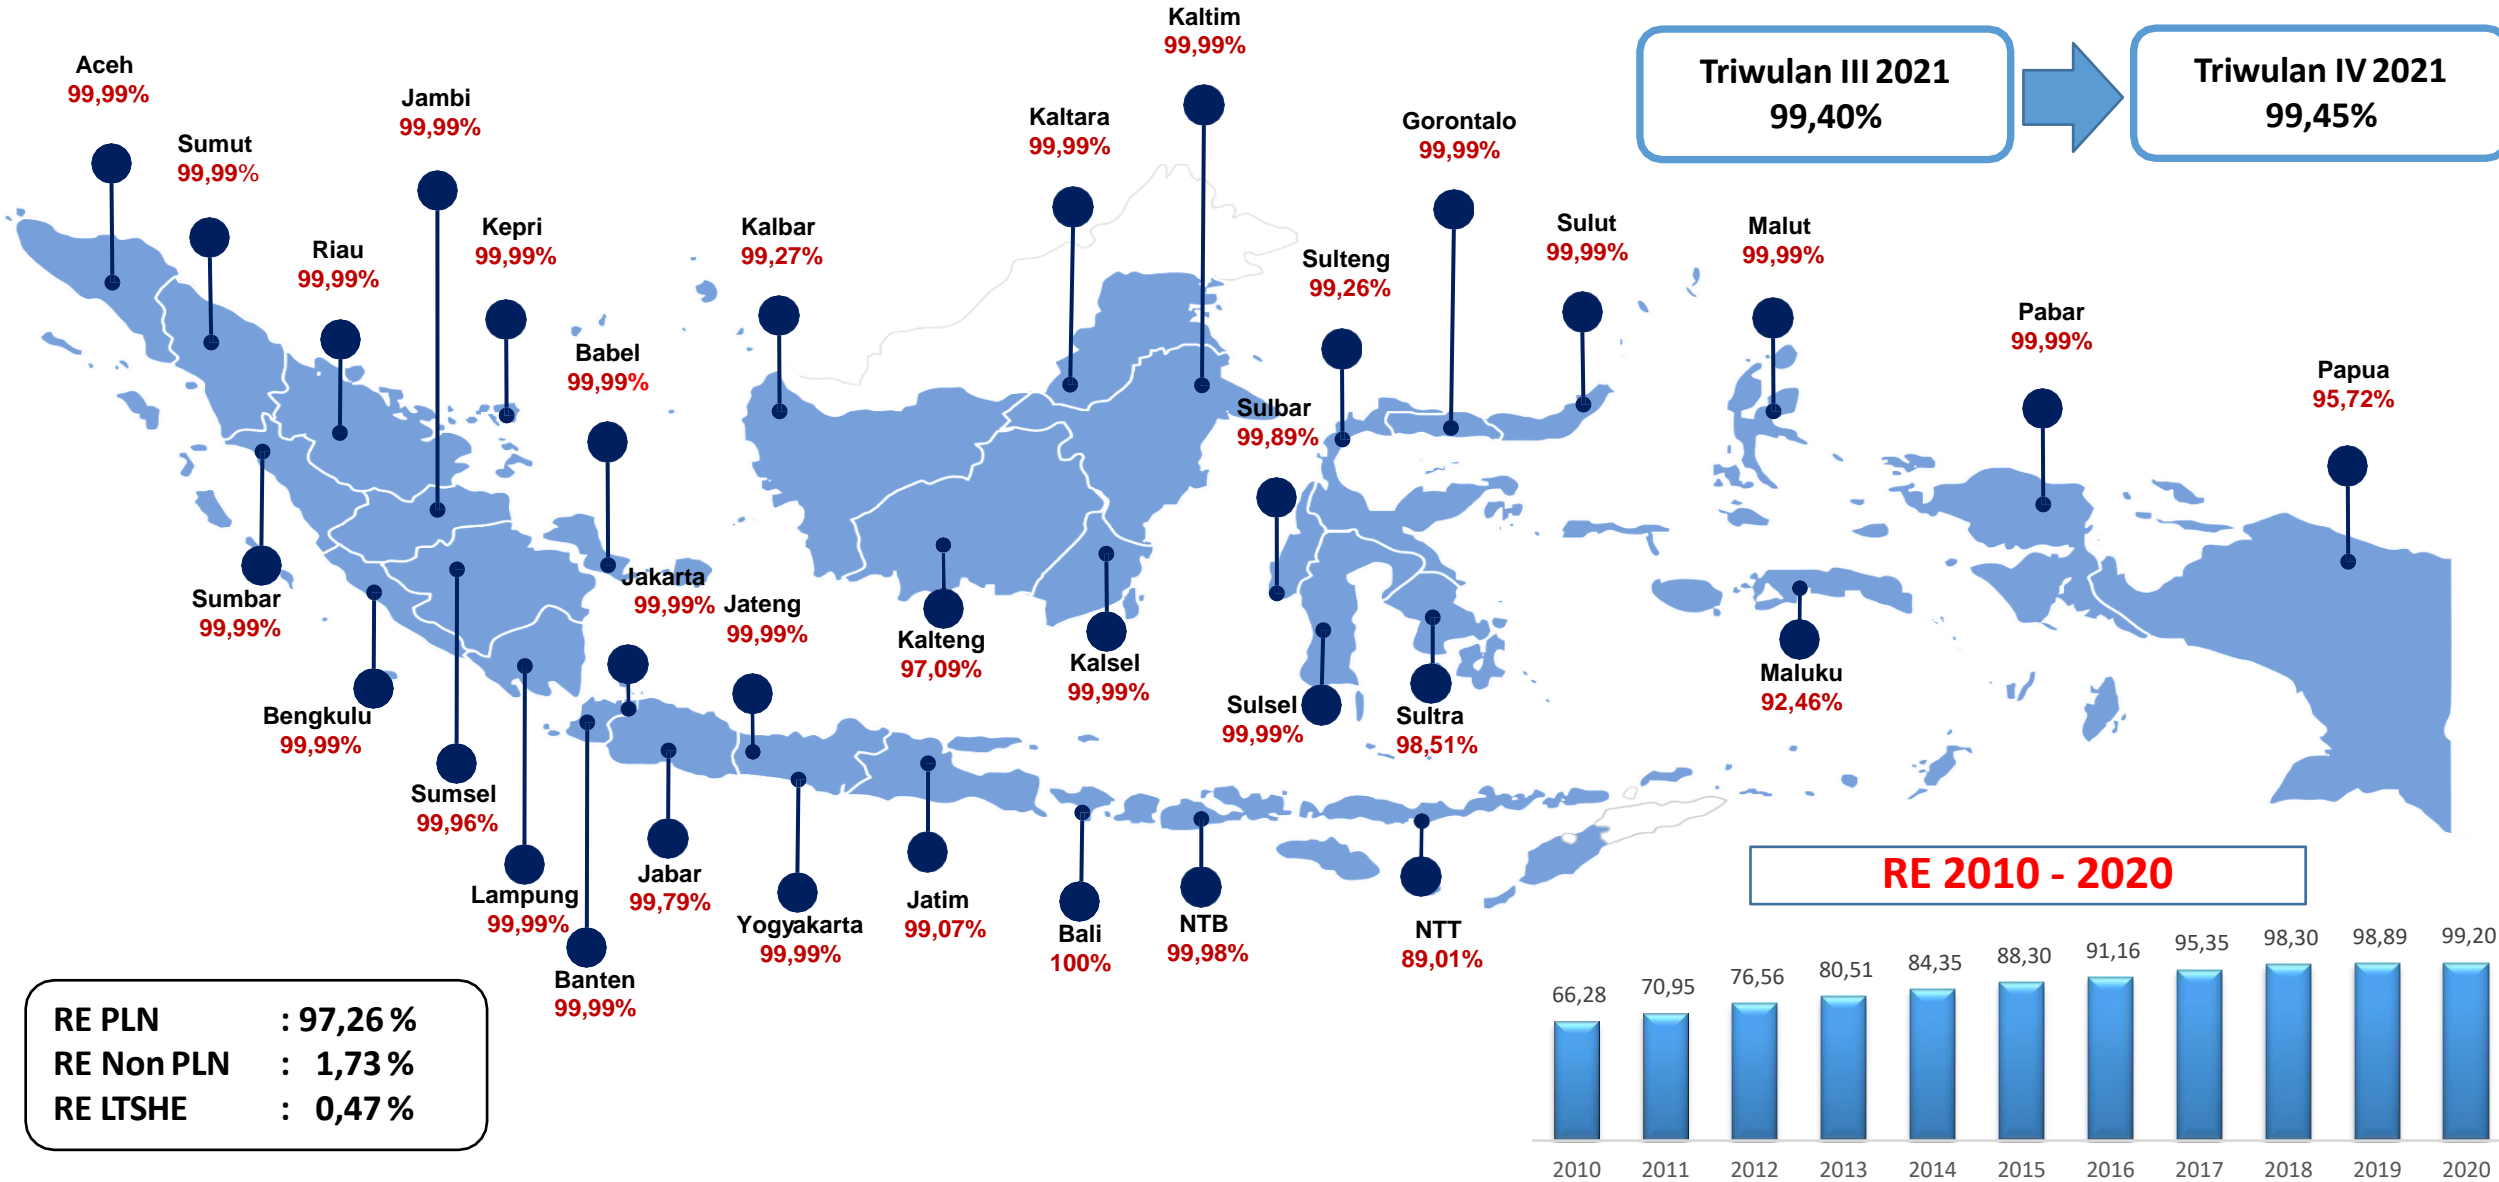 Kaltim
99,99%
Aceh
99,99%
Triwulan III 2021
99,40%
Triwulan IV 2021
99,45%
Jambi
99,99%
Kaltara
99,99%
Gorontalo
99,99%
Sumut
99,99%
Kepri
99,99%
Kalbar
99,27%
Sulut
99,99%
Malut
99,99%
Riau
99,99%
Sulteng
99,26%
Pabar
99,99%
Babel
99,99%
Papua
95,72%
Sulbar
99,89%
Jakarta
99,99%
Jateng
99,99%
Sumbar
99,99%
Kalteng
97,09%
Kalsel
99,99%
Maluku
92,46%
Bengkulu
99,99%
Sulsel
99,99%
Sultra
98,51%
Sumsel
99,96%
Jabar
99,79%
Lampung
99,99%
Yogyakarta
99,99%
Jatim
99,07%
Bali
100%
NTB
99,98%
NTT
89,01%
Banten
99,99%
RE PLN : 97,26 %
RE Non PLN : 1,73 %
RE LTSHE : 0,47 %
RE 2010 - 2020
66,28 70,95 76,56 80,51 84,35 88,30 91,16 95,35 98,30 98,89 99,20
2010 2011 2012 2013 2014 2015 2016 2017 2018 2019 2020